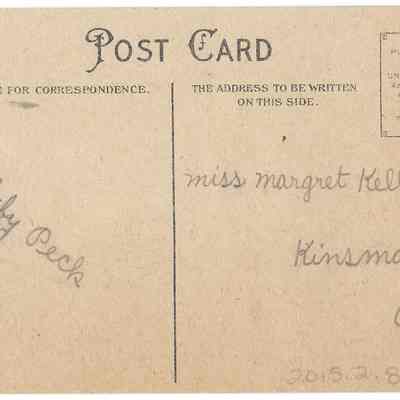 POST CARD
E FOR CORRESPONDENCE.
THE ADDRESS TO BE WRITTEN
ON THIS SIDE.
Peck
miss margret Kell
Kinsma
2015.2.8